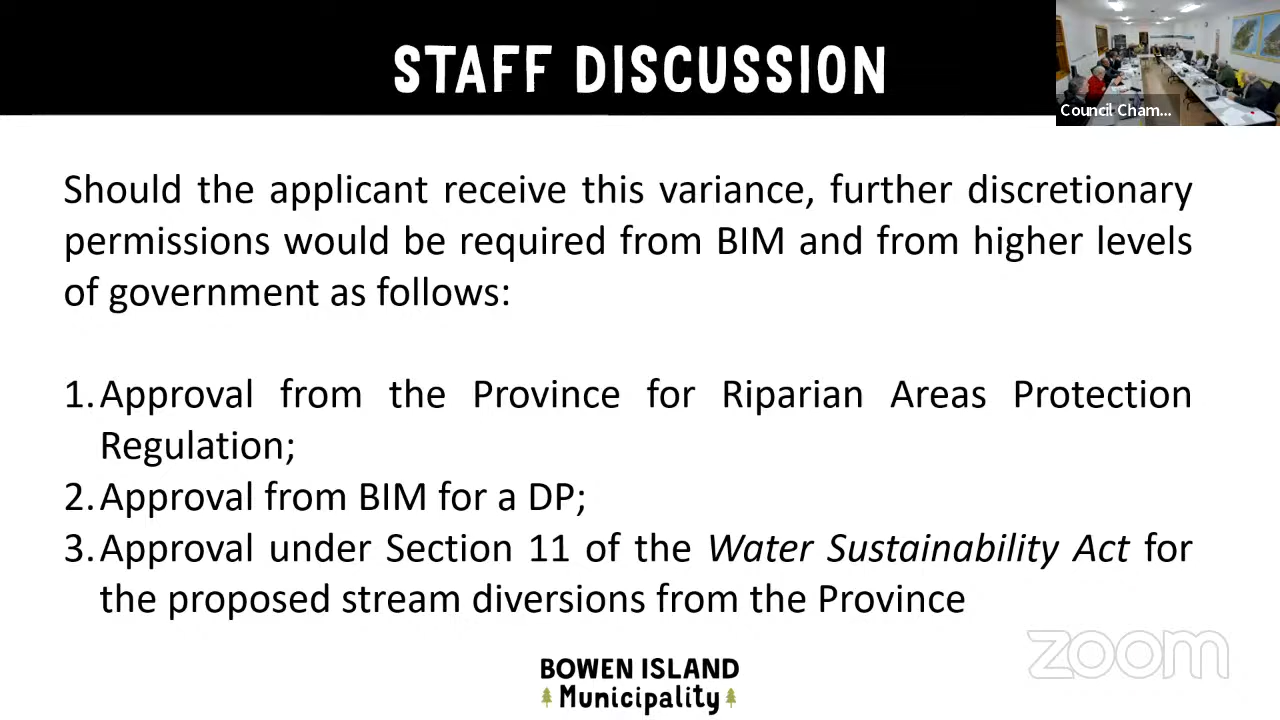 STAFF DISCUSSION
Council Cham...
Should the applicant receive this variance, further discretionary
permissions would be required from BIM and from higher levels
of government as follows:
1. Approval from the Province for Riparian Areas Protection
Regulation;
2. Approval from BIM for a DP;
3. Approval under Section 11 of the Water Sustainability Act for
the proposed stream diversions from the Province
BOWEN ISLAND
Municipality
zoom